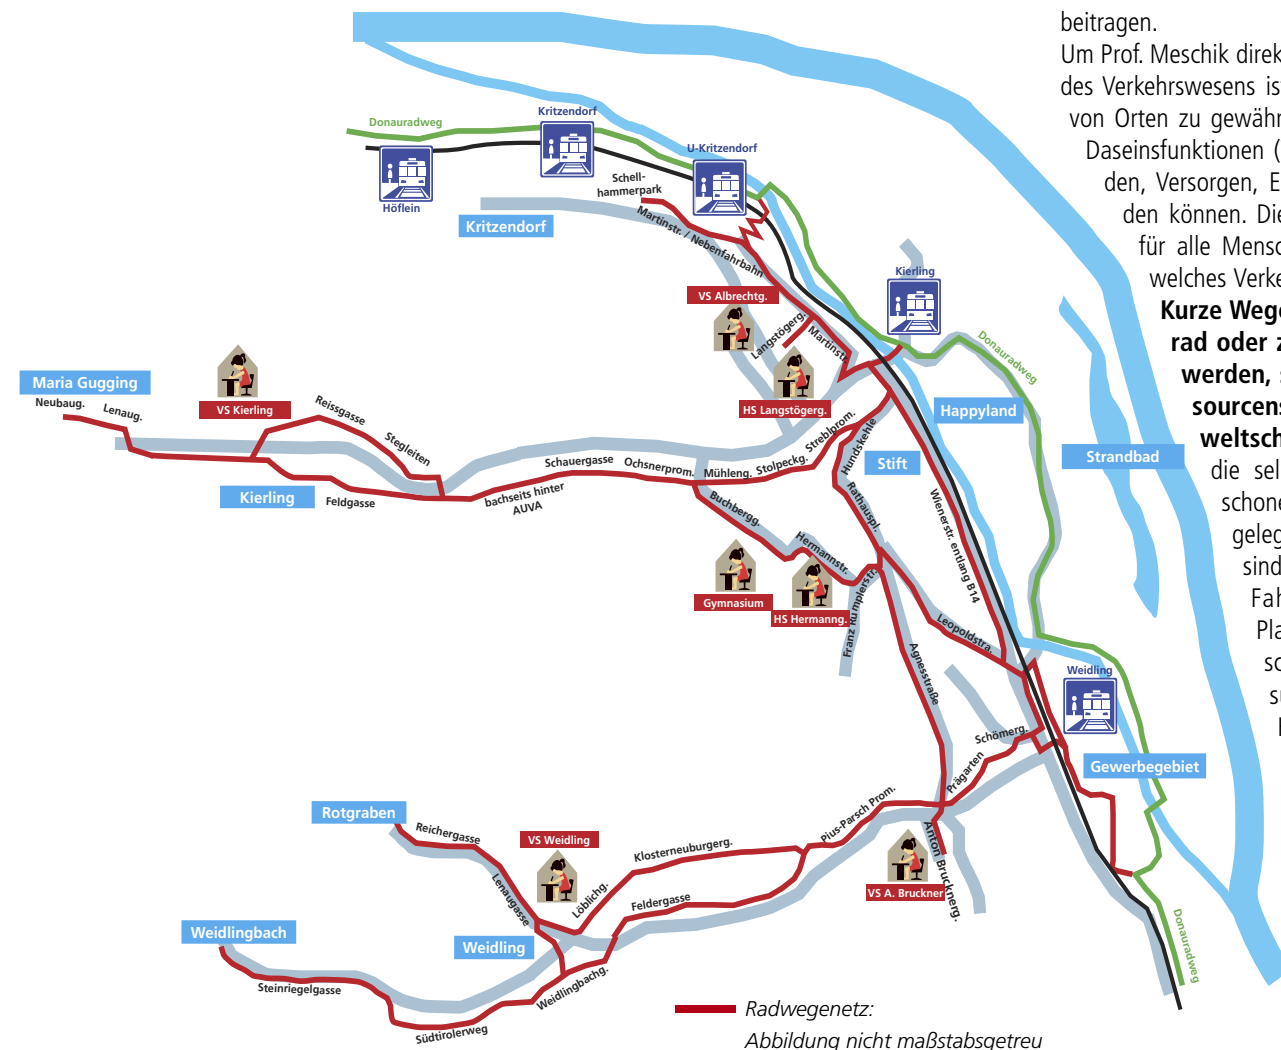 beitragen.
Um Prof. Meschik direk
des Verkehrswesens is
von Orten zu gewähr
Daseinsfunktionen (
den, Versorgen, E
den können. Die
für alle Mensc
welches Verke
Kurze Wege
rad oder z
werden, s
sourcens
weltsch
die sel
schone
geleg
sind
Fah
Pla
sc
su
Donauradweg
Kritzendorf
U-Kritzendorf
Höflein
Schell-
hammerpark
Kritzendorf
Martinstr. / Nebenfahrbahn
Kierling
VS Albrechtg.
Langstögerg.
Martinstr.
Donauradweg
Maria Gugging
Neubaug.
Lenaug.
VS Kierling
Reissgasse
Stegleiten
HS Langstögerg.
Happyland
Strandbad
Stift
Streblprom.
Hundskehle
Kierling
Feldgasse
bachseits hinter
AUVA
Schauergasse
Ochsnerprom.
Mühleng.
Stolpeckg.
Buchbergg.
Rathauspl.
Wienerstr. entlang B14
Hermannstr.
Gymnasium
HS Hermanng.
Franz Rumplerstr.
Leopoldstra.
Agnesstraße
Weidling
Schömerg.
Prägarten
Gewerbegebiet
Rotgraben
Reichergasse
VS Weidling
Klosterneuburgerg.
Pius-Parsch Prom.
Lenaugasse
Löblichg.
Feldergasse
VS A. Bruckner
Anton Brucknerg.
Weidlingbach
Weidling
Donauradweg
Steinriegelgasse
Weidlingbachg.
Südtirolerweg
Radwegenetz:
Abbildung nicht maßstabsgetreu